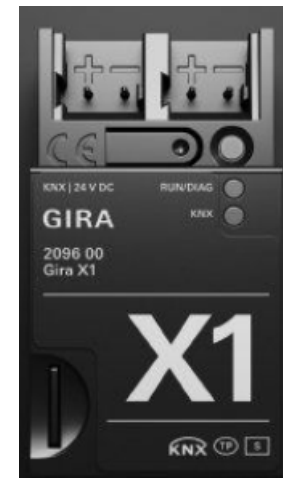 + − + −
CE
KNX | 24 V DC RUN/DIAG
GIRA KNX
2096 00
Gira X1
X1
KNX TP S